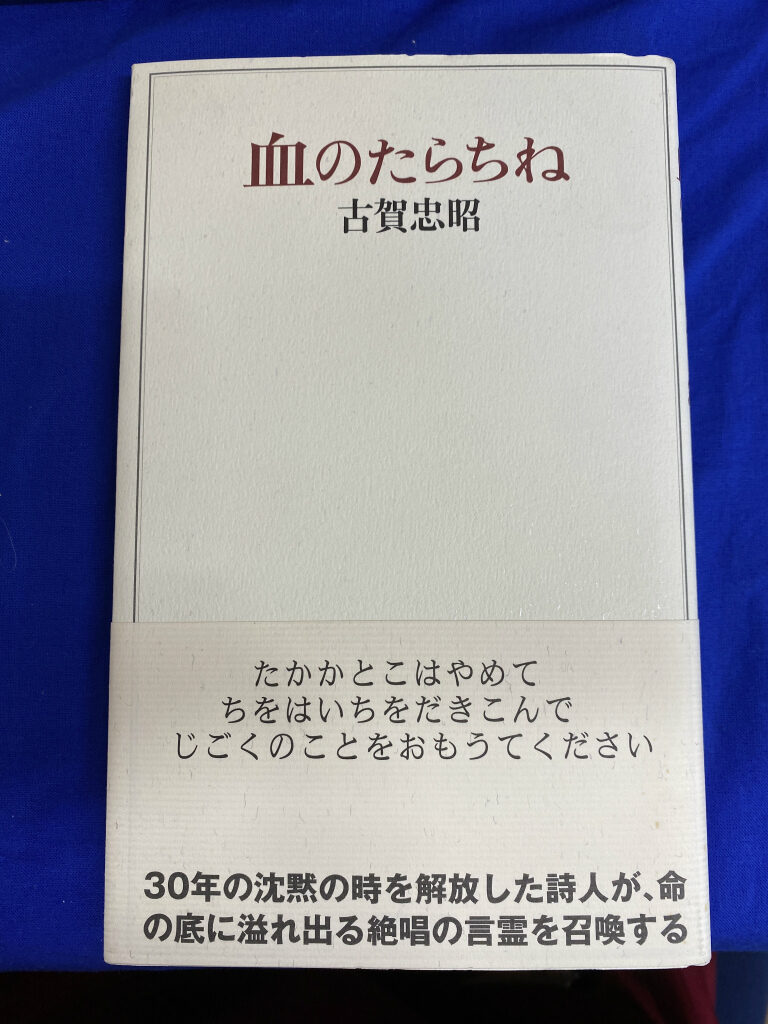 血のたらちね
古賀忠昭
たかかとこはやめて
ちをはいちをだきこんで
じごくのことをおもうてください
30年の沈黙の時を解放した詩人が、命
の底に溢れ出る絶唱の言霊を召喚する